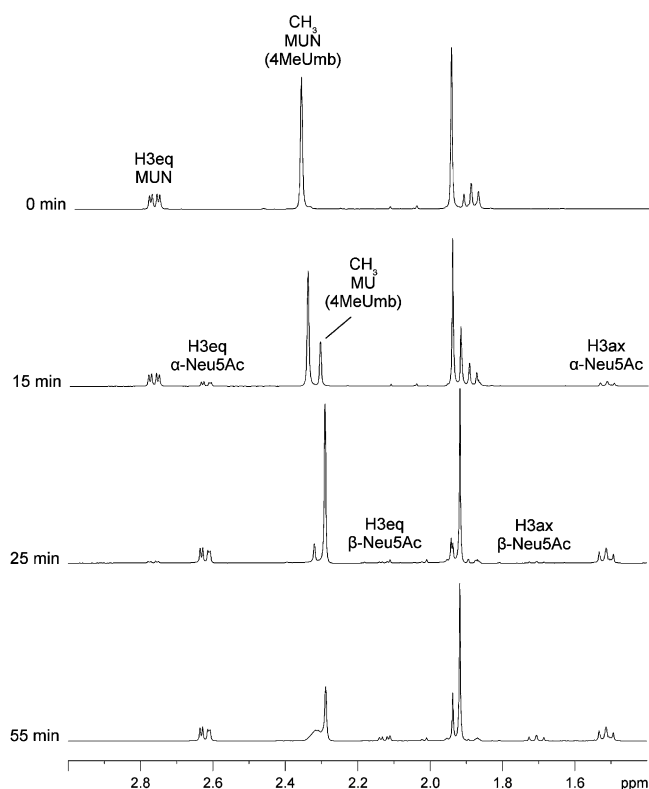 CH₃
MUN
(4MeUmb)
H3eq
MUN
0 min
CH₃
MU
(4MeUmb)
H3eq
α-Neu5Ac
H3ax
α-Neu5Ac
15 min
H3eq
β-Neu5Ac
H3ax
β-Neu5Ac
25 min
55 min
2.8 2.6 2.4 2.2 2.0 1.8 1.6 ppm